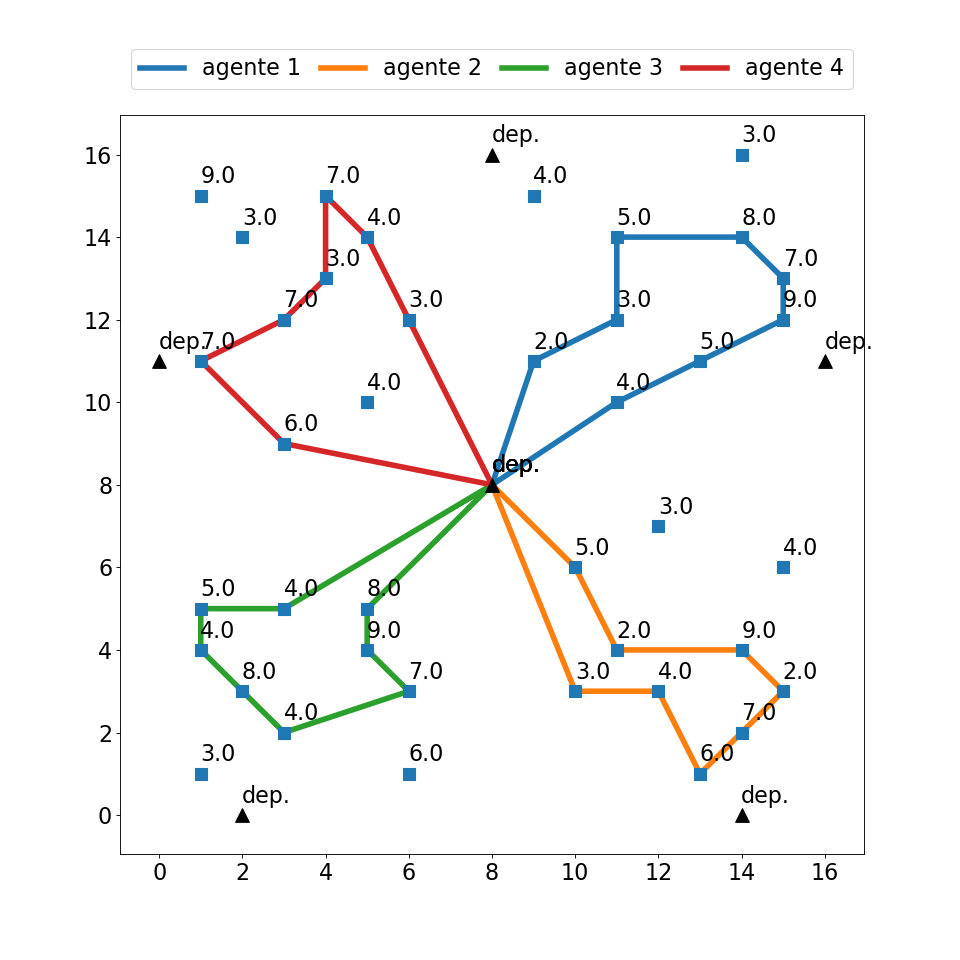 agente 1 agente 2 agente 3 agente 4
dep. 3.0
16
9.0 7.0 4.0
3.0 4.0 5.0 8.0
14
3.0 7.0
7.0 3.0 3.0 9.0
12
dep. 7.0 2.0 5.0 dep.
4.0 4.0
10
6.0
dep.
8
3.0
5.0 4.0
6
5.0 4.0 8.0
4.0 9.0 2.0 9.0
4
8.0 7.0 3.0 4.0 2.0
4.0 7.0
2
3.0 6.0 6.0
dep. dep.
0
0 2 4 6 8 10 12 14 16